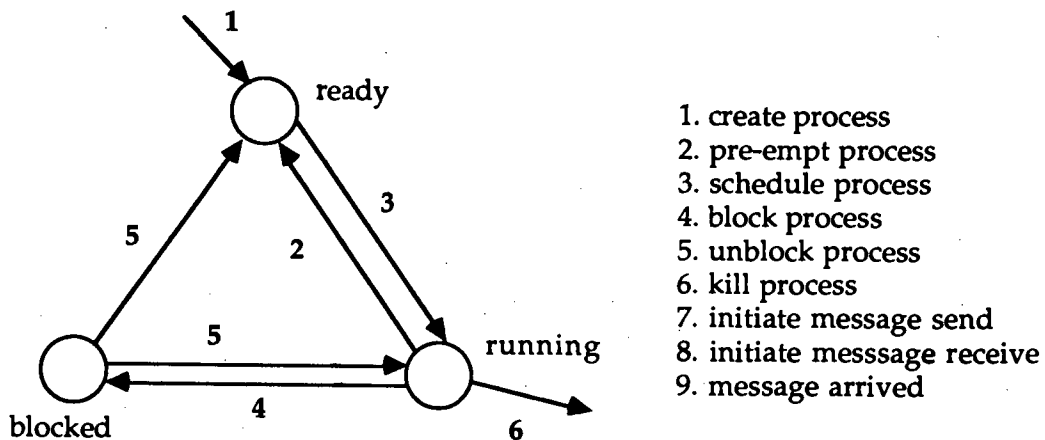 1
ready
5
2
3
5
4
running
6
blocked
1. create process
2. pre-empt process
3. schedule process
4. block process
5. unblock process
6. kill process
7. initiate message send
8. initiate messsage receive
9. message arrived